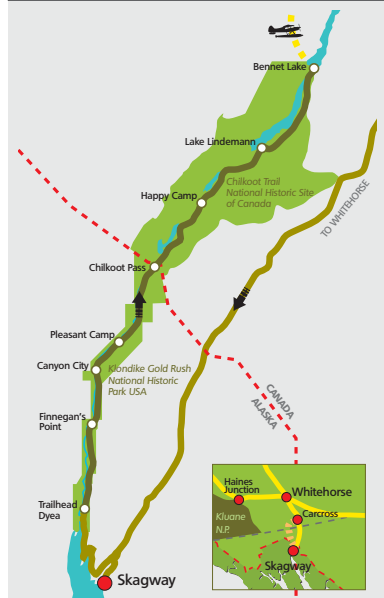 Bennet Lake
Lake Lindemann
Chilkoot Trail
National Historic Site
of Canada
Happy Camp
TO WHITEHORSE
Chilkoot Pass
Pleasant Camp
Canyon City
Klondike Gold Rush
National Historic
Park USA
CANADA
ALASKA
Finnegan's
Point
Trailhead
Dyea
Skagway
Haines
Junction
Whitehorse
Carcross
Kluane
N.P.
Skagway